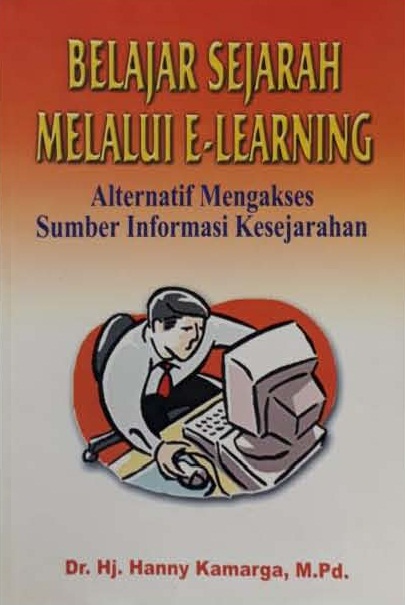 BELAJAR SEJARAH
MELALUI E-LEARNING
Alternatif Mengakses
Sumber Informasi Kesejarahan
Dr. Hj. Hanny Kamarga, M.Pd.